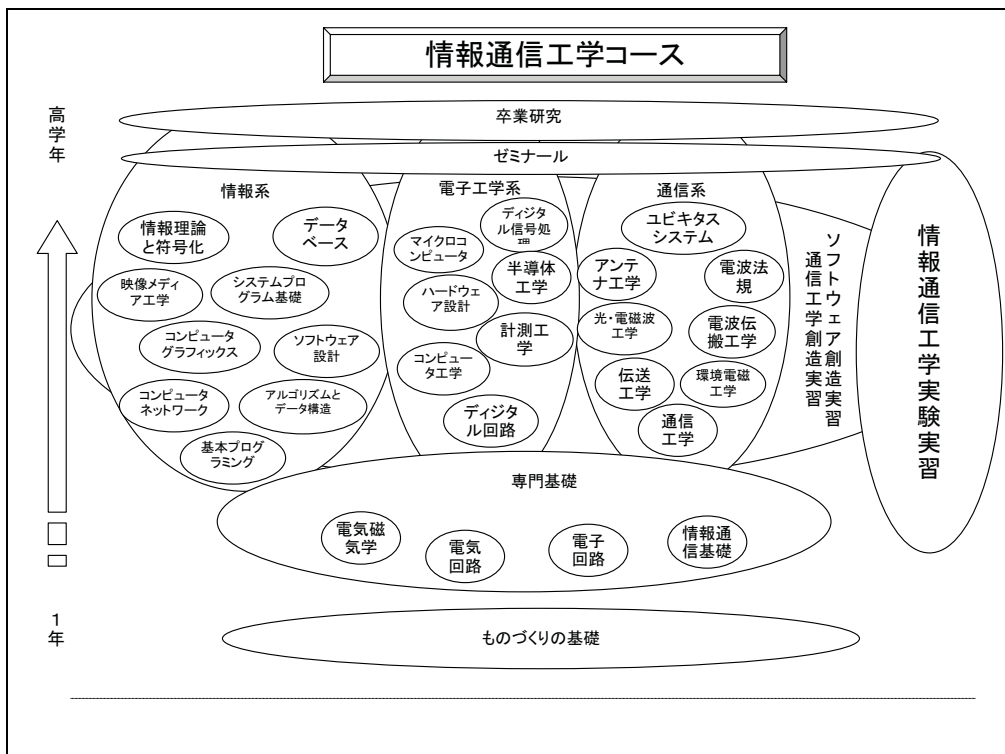 情報通信工学コース
高学年
卒業研究
ゼミナール
情報系
電子工学系
通信系
情報理論
と符号化
データ
ベース
映像メディ
ア工学
システムプロ
グラム基礎
コンピュータ
グラフィックス
ソフトウェア
設計
コンピュータ
ネットワーク
アルゴリズムと
データ構造
基本プログ
ラミング
ディジタ
ル信号処
理
マイクロコ
ンピュータ
半導体
工学
ハードウェ
ア設計
計測工
学
コンピュー
タ工学
ディジタ
ル回路
ユビキタス
システム
アンテ
ナ工学
電波法
規
光・電磁波
工学
電波伝
搬工学
伝送
工学
環境電磁
工学
通信
工学
ソフトウェア創造実習
通信工学創造実習
情報通信工学実験実習
専門基礎
電気磁
気学
電気
回路
電子
回路
情報通
信基礎
1年
ものづくりの基礎